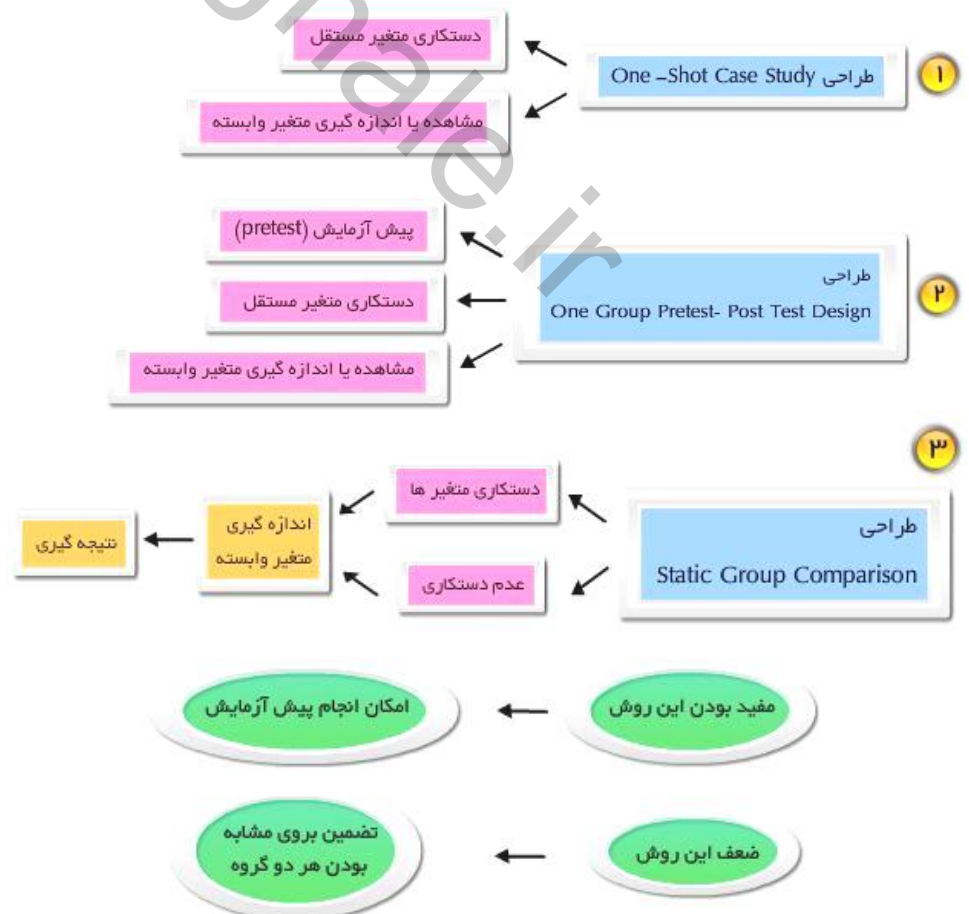 ۱
طراحی One –Shot Case Study
دستکاری متغیر مستقل
مشاهده یا اندازه گیری متغیر وابسته
۲
طراحی
One Group Pretest- Post Test Design
پیش آزمایش (pretest)
دستکاری متغیر مستقل
مشاهده یا اندازه گیری متغیر وابسته
۳
طراحی
Static Group Comparison
دستکاری متغیر ها
عدم دستکاری
اندازه گیری
متغیر وابسته
نتیجه گیری
مفید بودن این روش
امکان انجام پیش آزمایش
ضعف این روش
تضمین بروی مشابه
بودن هر دو گروه
nale.ir